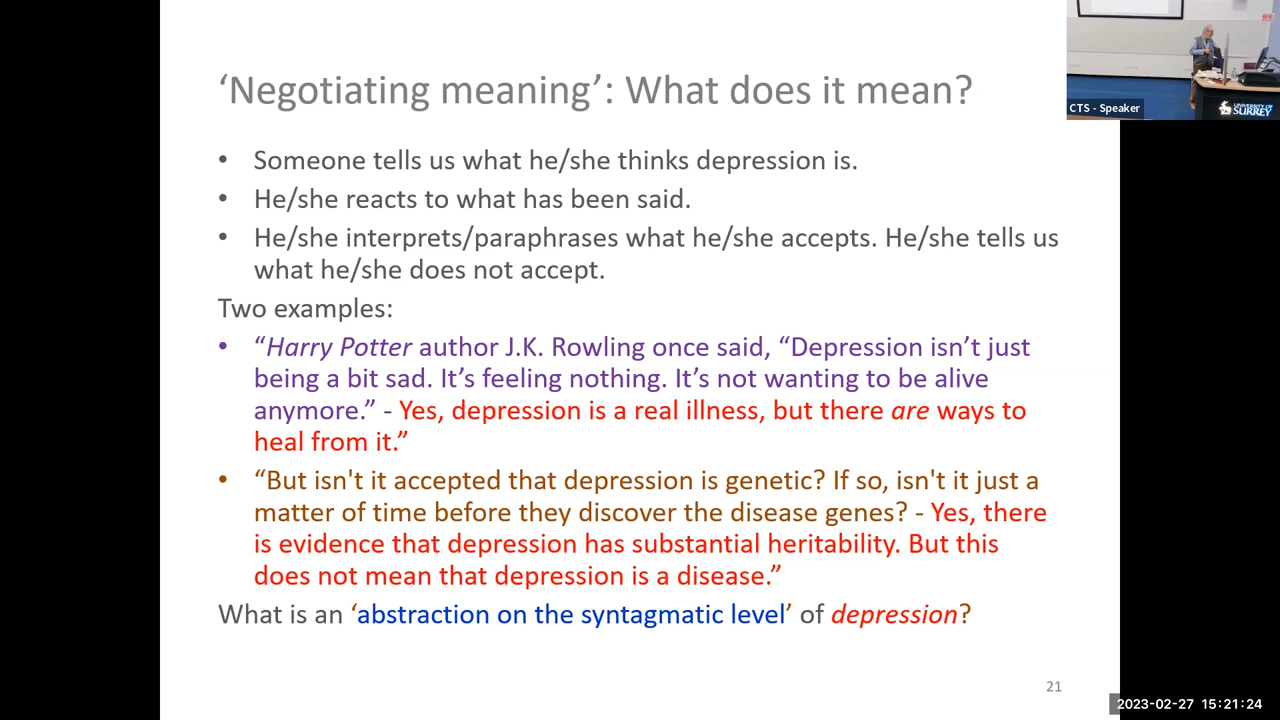 ‘Negotiating meaning’: What does it mean?
• Someone tells us what he/she thinks depression is.
• He/she reacts to what has been said.
• He/she interprets/paraphrases what he/she accepts. He/she tells us
what he/she does not accept.
Two examples:
• “Harry Potter author J.K. Rowling once said, “Depression isn’t just
being a bit sad. It’s feeling nothing. It’s not wanting to be alive
anymore.” - Yes, depression is a real illness, but there are ways to
heal from it.”
• “But isn't it accepted that depression is genetic? If so, isn't it just a
matter of time before they discover the disease genes? - Yes, there
is evidence that depression has substantial heritability. But this
does not mean that depression is a disease.”
What is an ‘abstraction on the syntagmatic level’ of depression?
21
CTS - Speaker
UNIVERSITY OF
SURREY
2023-02-27 15:21:24